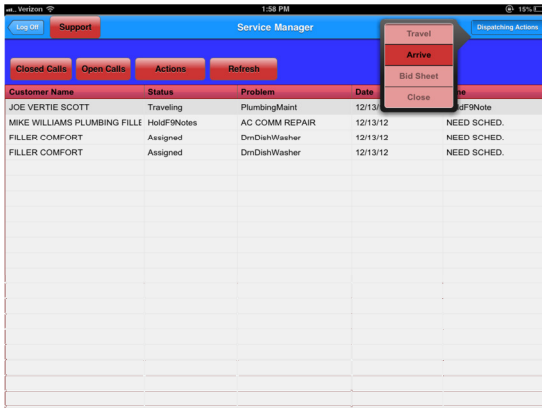 Verizon 1:58 PM 15%
Log Off Support Service Manager Dispatching Actions
Travel
Arrive
Bid Sheet
Close
Closed Calls Open Calls Actions Refresh
Customer Name Status Problem Date
JOE VERTIE SCOTT Traveling PlumbingMaint 12/13/
MIKE WILLIAMS PLUMBING FILLE HoldF9Notes AC COMM REPAIR 12/13/12 NEED SCHED.
FILLER COMFORT Assigned DrnDishWasher 12/13/12 NEED SCHED.
FILLER COMFORT Assigned DrnDishWasher 12/13/12 NEED SCHED.